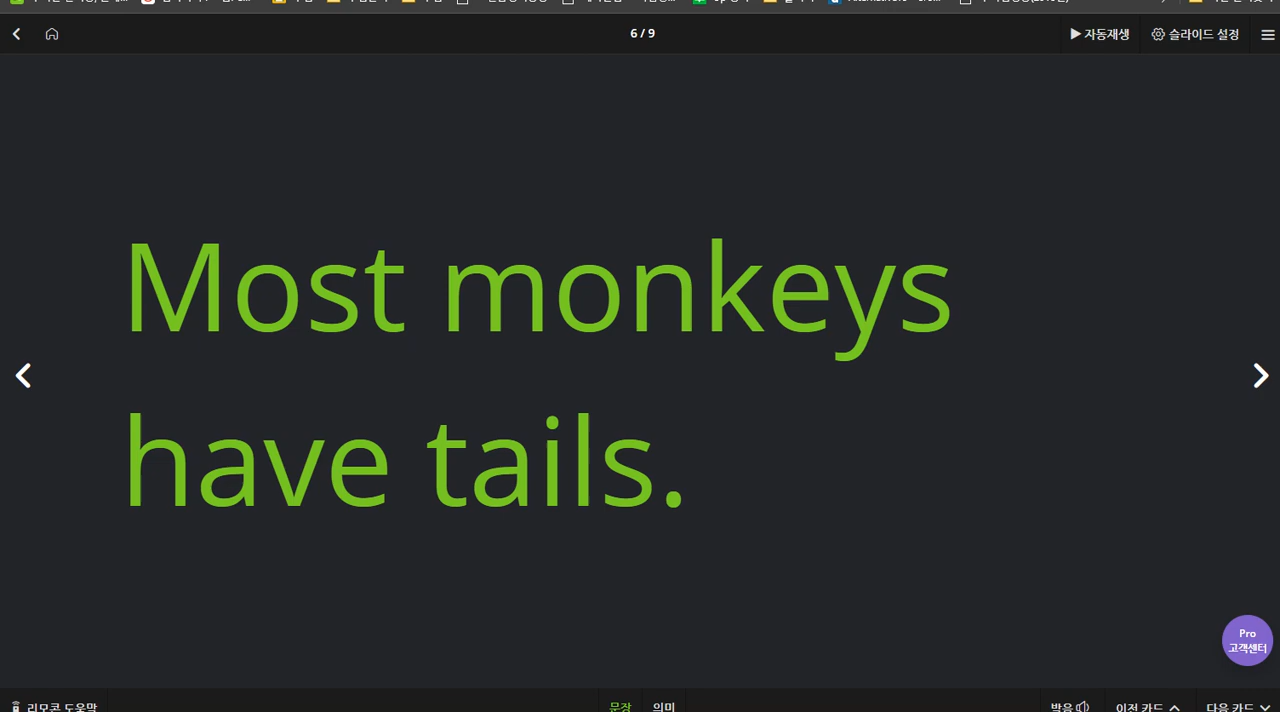 6 / 9
자동재생
슬라이드 설정
Most monkeys
have tails.
Pro
고객센터
리모콘 도움말
문장
의미
발음
이전 카드
다음 카드